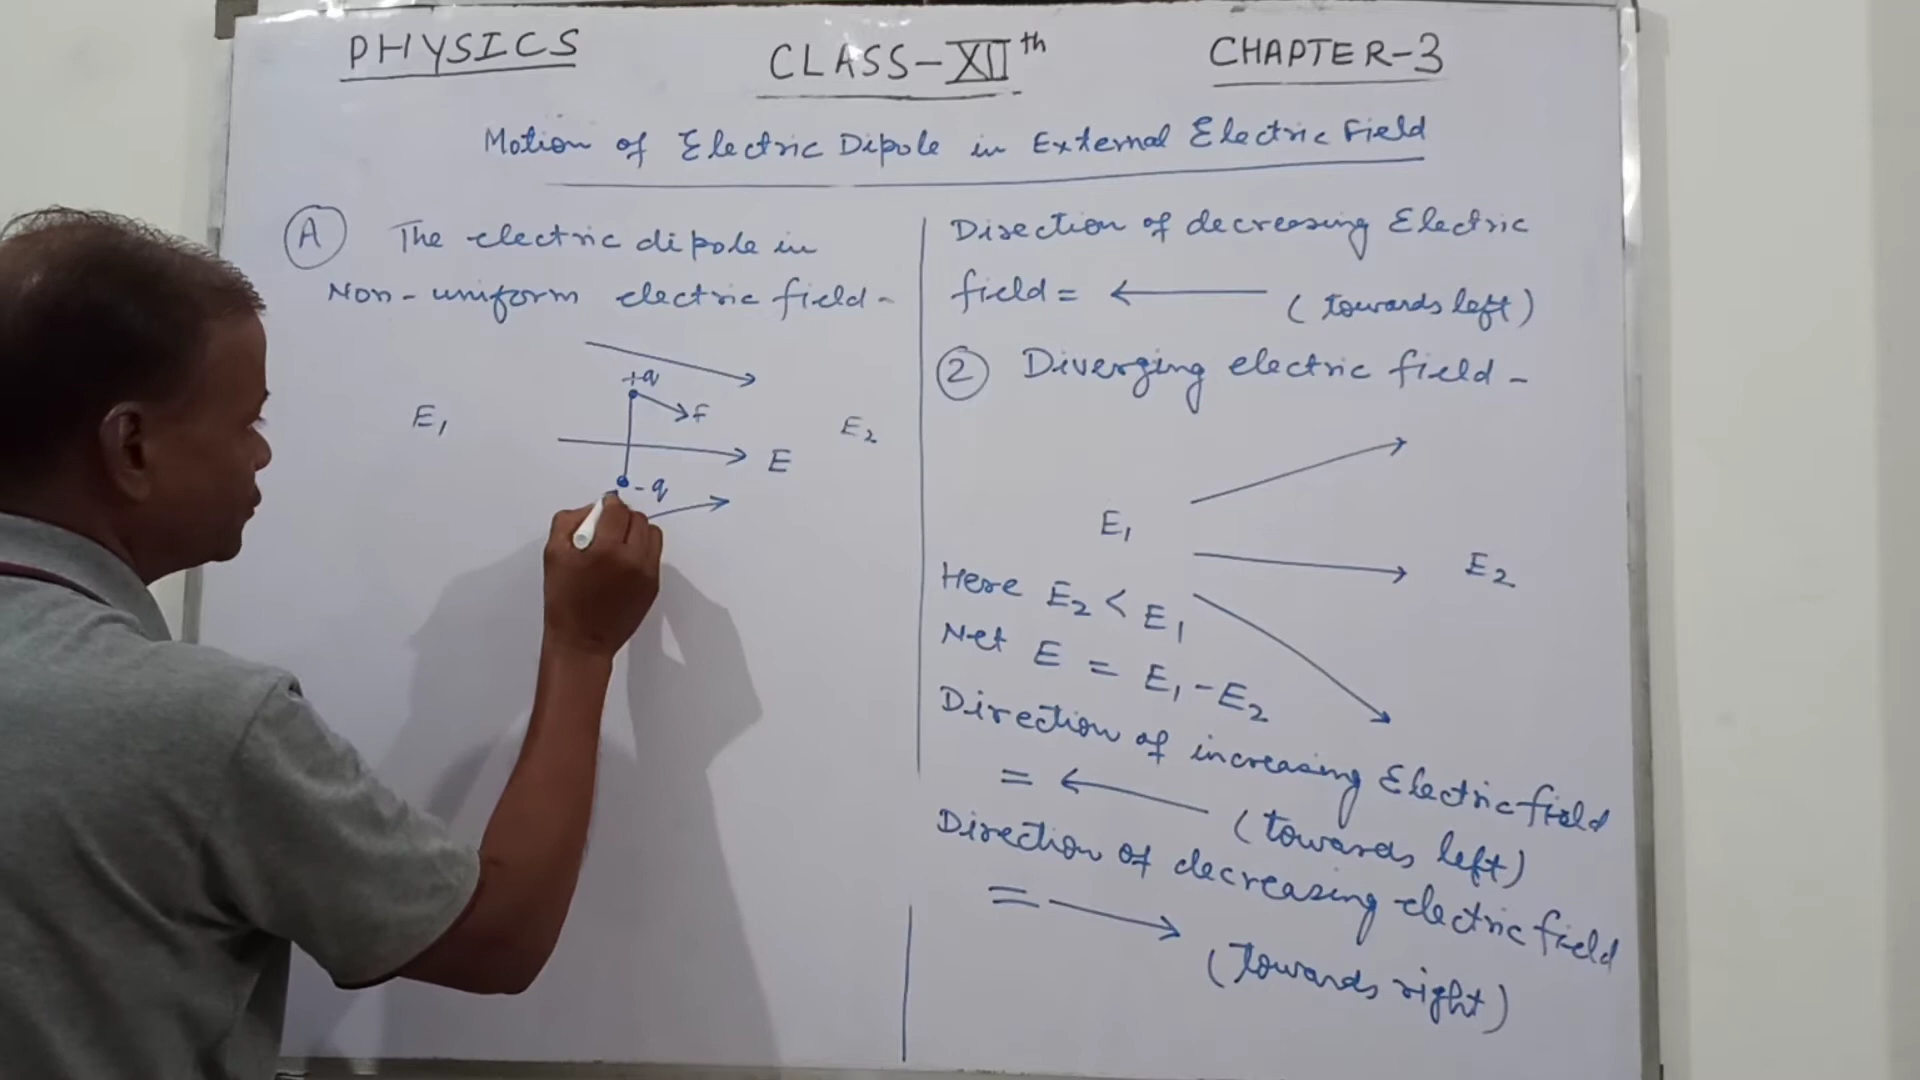 PHYSICS
CLASS-XIIth
CHAPTER-3
Motion of Electric Dipole in External Electric Field
A The electric dipole in
Non-uniform electric field-
+q
F
E1
E2
E
-q
Direction of decreasing Electric
field = ← (towards left)
2 Diverging electric field-
E1
E2
Here E2 < E1
Net E = E1-E2
Direction of increasing Electric field
= ← (towards left)
Direction of decreasing electric field
= → (towards right)